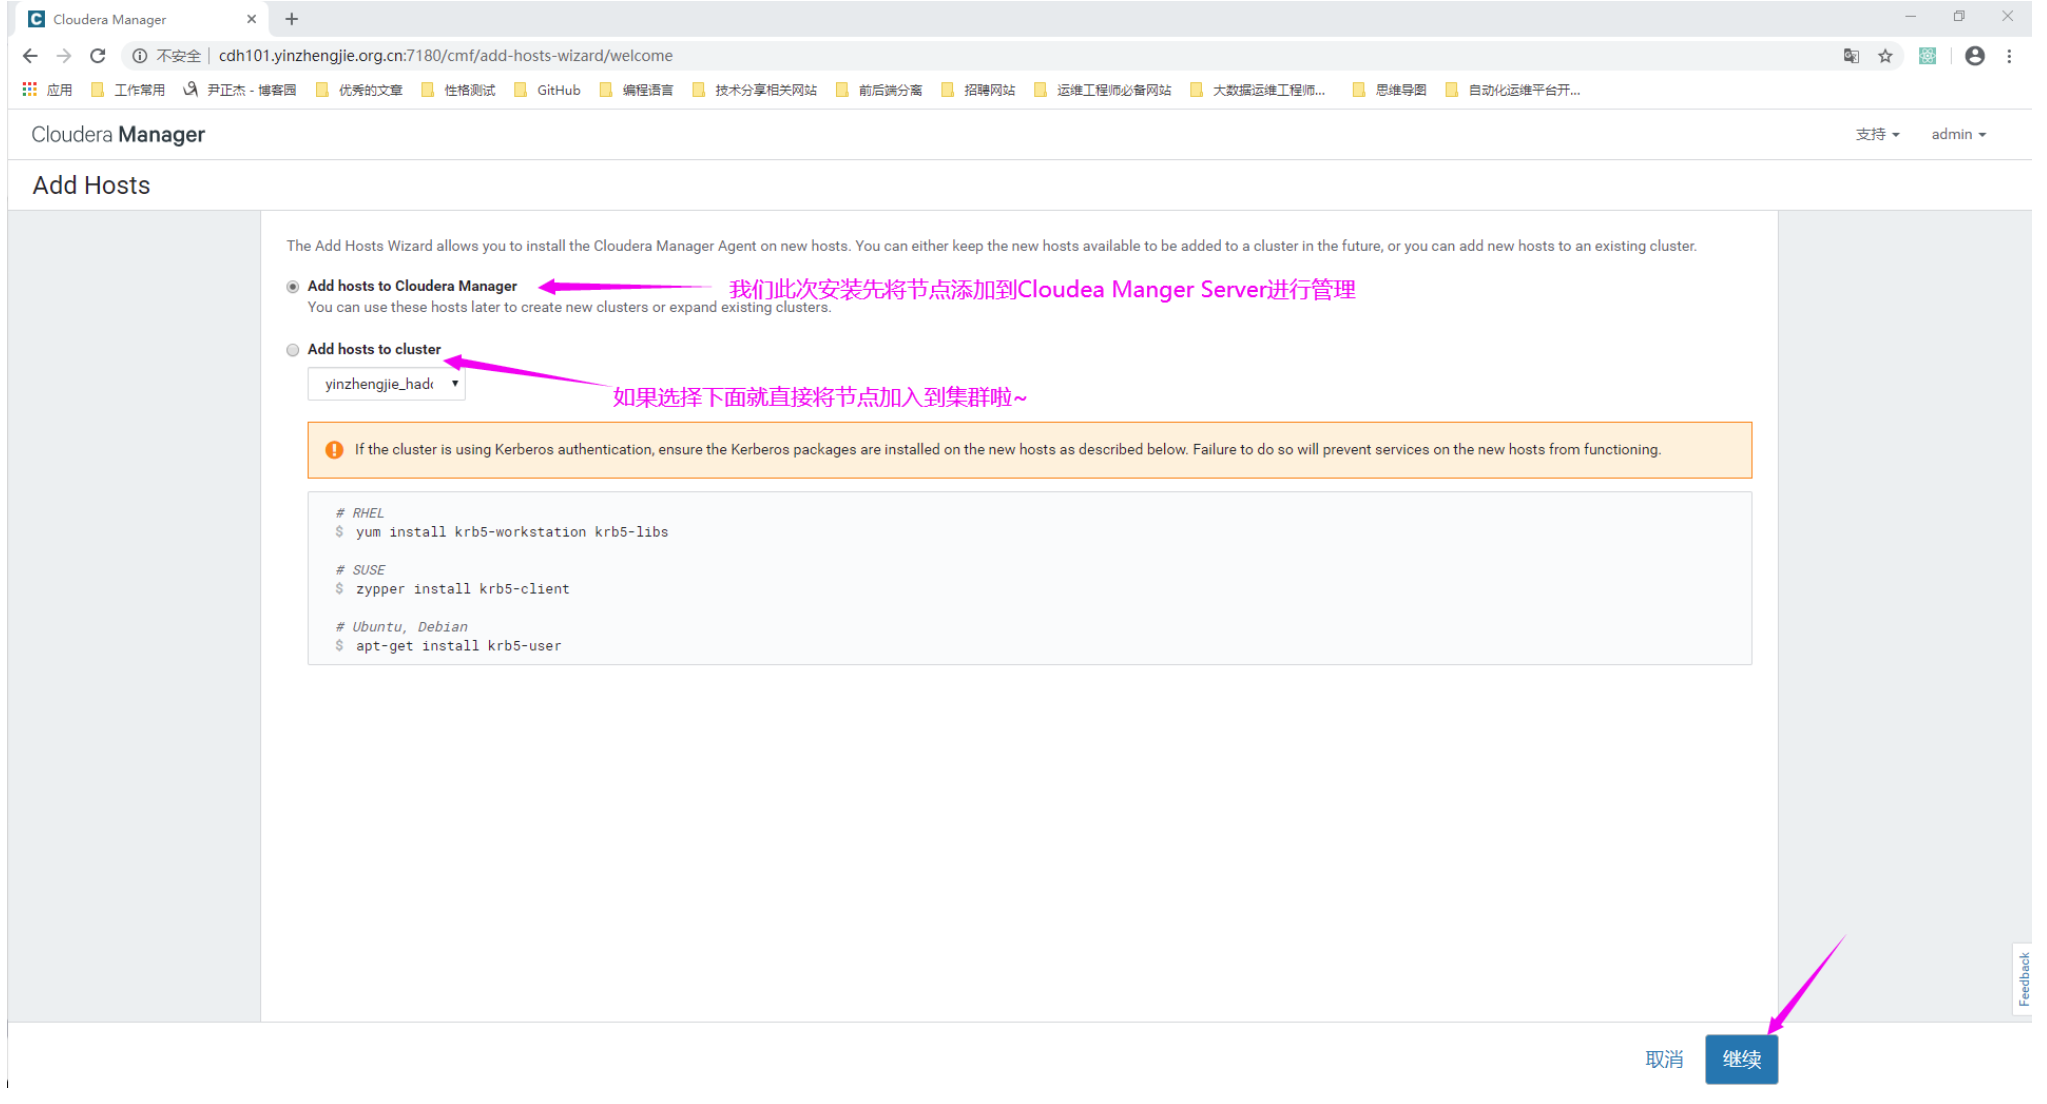 Cloudera Manager
不安全 | cdh101.yinzhengjie.org.cn:7180/cmf/add-hosts-wizard/welcome
应用 工作常用 尹正杰 - 博客园 优秀的文章 性格测试 GitHub 编程语言 技术分享相关网站 前后端分离 招聘网站 运维工程师必备网站 大数据运维工程师... 思维导图 自动化运维平台开...
Cloudera Manager 支持 admin
Add Hosts
The Add Hosts Wizard allows you to install the Cloudera Manager Agent on new hosts. You can either keep the new hosts available to be added to a cluster in the future, or you can add new hosts to an existing cluster.
Add hosts to Cloudera Manager 我们此次安装先将节点添加到Cloudea Manger Server进行管理
You can use these hosts later to create new clusters or expand existing clusters.
Add hosts to cluster
yinzhengjie_hado
如果选择下面就直接将节点加入到集群啦~
If the cluster is using Kerberos authentication, ensure the Kerberos packages are installed on the new hosts as described below. Failure to do so will prevent services on the new hosts from functioning.
# RHEL
$ yum install krb5-workstation krb5-libs
# SUSE
$ zypper install krb5-client
# Ubuntu, Debian
$ apt-get install krb5-user
Feedback
取消 继续